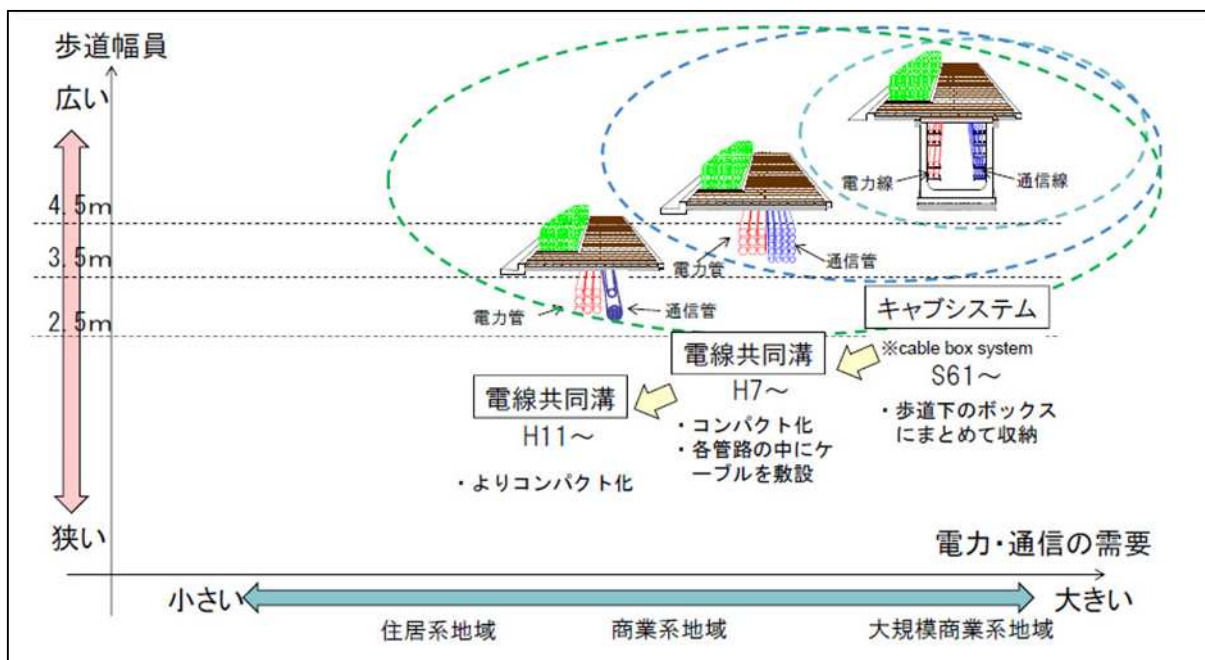 歩道幅員
広い
4.5m
3.5m
2.5m
狭い
電力線
通信線
電力管
通信管
電力管
通信管
キャブシステム
※cable box system
S61～
・歩道下のボックス
にまとめて収納
電線共同溝
H7～
・コンパクト化
・各管路の中にケ
ーブルを敷設
電線共同溝
H11～
・よりコンパクト化
電力・通信の需要
小さい
大きい
住居系地域
商業系地域
大規模商業系地域